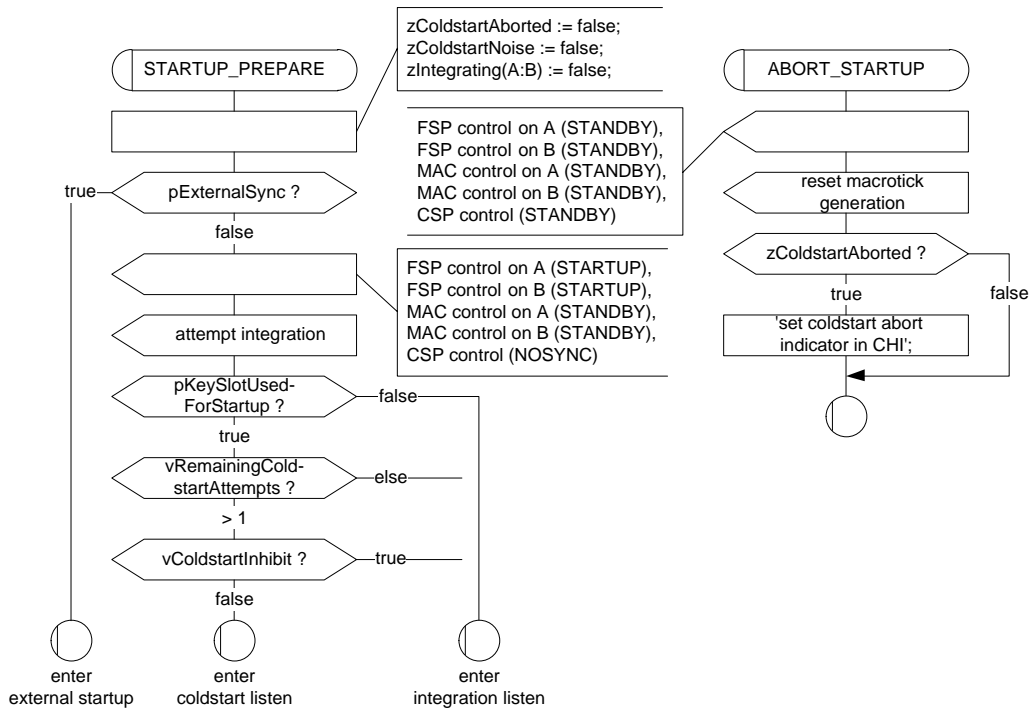 STARTUP_PREPARE
zColdstartAborted := false;
zColdstartNoise := false;
zIntegrating(A:B) := false;
true
pExternalSync ?
false
FSP control on A (STARTUP),
FSP control on B (STARTUP),
MAC control on A (STANDBY),
MAC control on B (STANDBY),
CSP control (NOSYNC)
attempt integration
pKeySlotUsed-
ForStartup ?
false
true
vRemainingCold-
startAttempts ?
else
> 1
vColdstartInhibit ?
true
false
enter
external startup
enter
coldstart listen
enter
integration listen
ABORT_STARTUP
FSP control on A (STANDBY),
FSP control on B (STANDBY),
MAC control on A (STANDBY),
MAC control on B (STANDBY),
CSP control (STANDBY)
reset macrotick
generation
zColdstartAborted ?
true
false
'set coldstart abort
indicator in CHI';